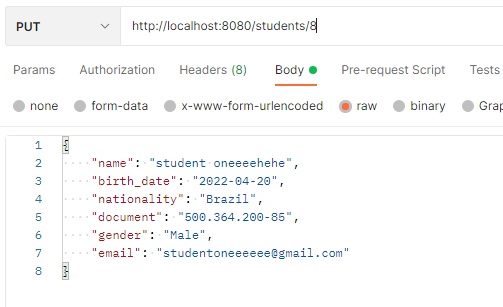 PUT http://localhost:8080/students/8
Params Authorization Headers (8) Body Pre-request Script Tests
none form-data x-www-form-urlencoded raw binary Grap
1 {
2 "name": "student oneeeehehe",
3 "birth_date": "2022-04-20",
4 "nationality": "Brazil",
5 "document": "500.364.200-85",
6 "gender": "Male",
7 "email": "studentoneeeeee@gmail.com"
8 }